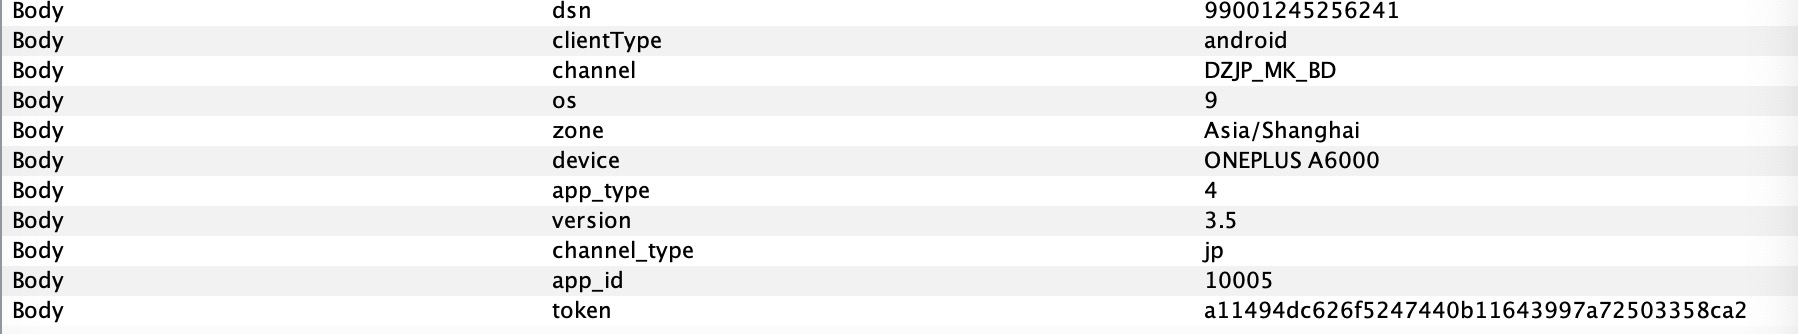 Body dsn 99001245256241
Body clientType android
Body channel DZJP_MK_BD
Body os 9
Body zone Asia/Shanghai
Body device ONEPLUS A6000
Body app_type 4
Body version 3.5
Body channel_type jp
Body app_id 10005
Body token a11494dc626f5247440b11643997a72503358ca2